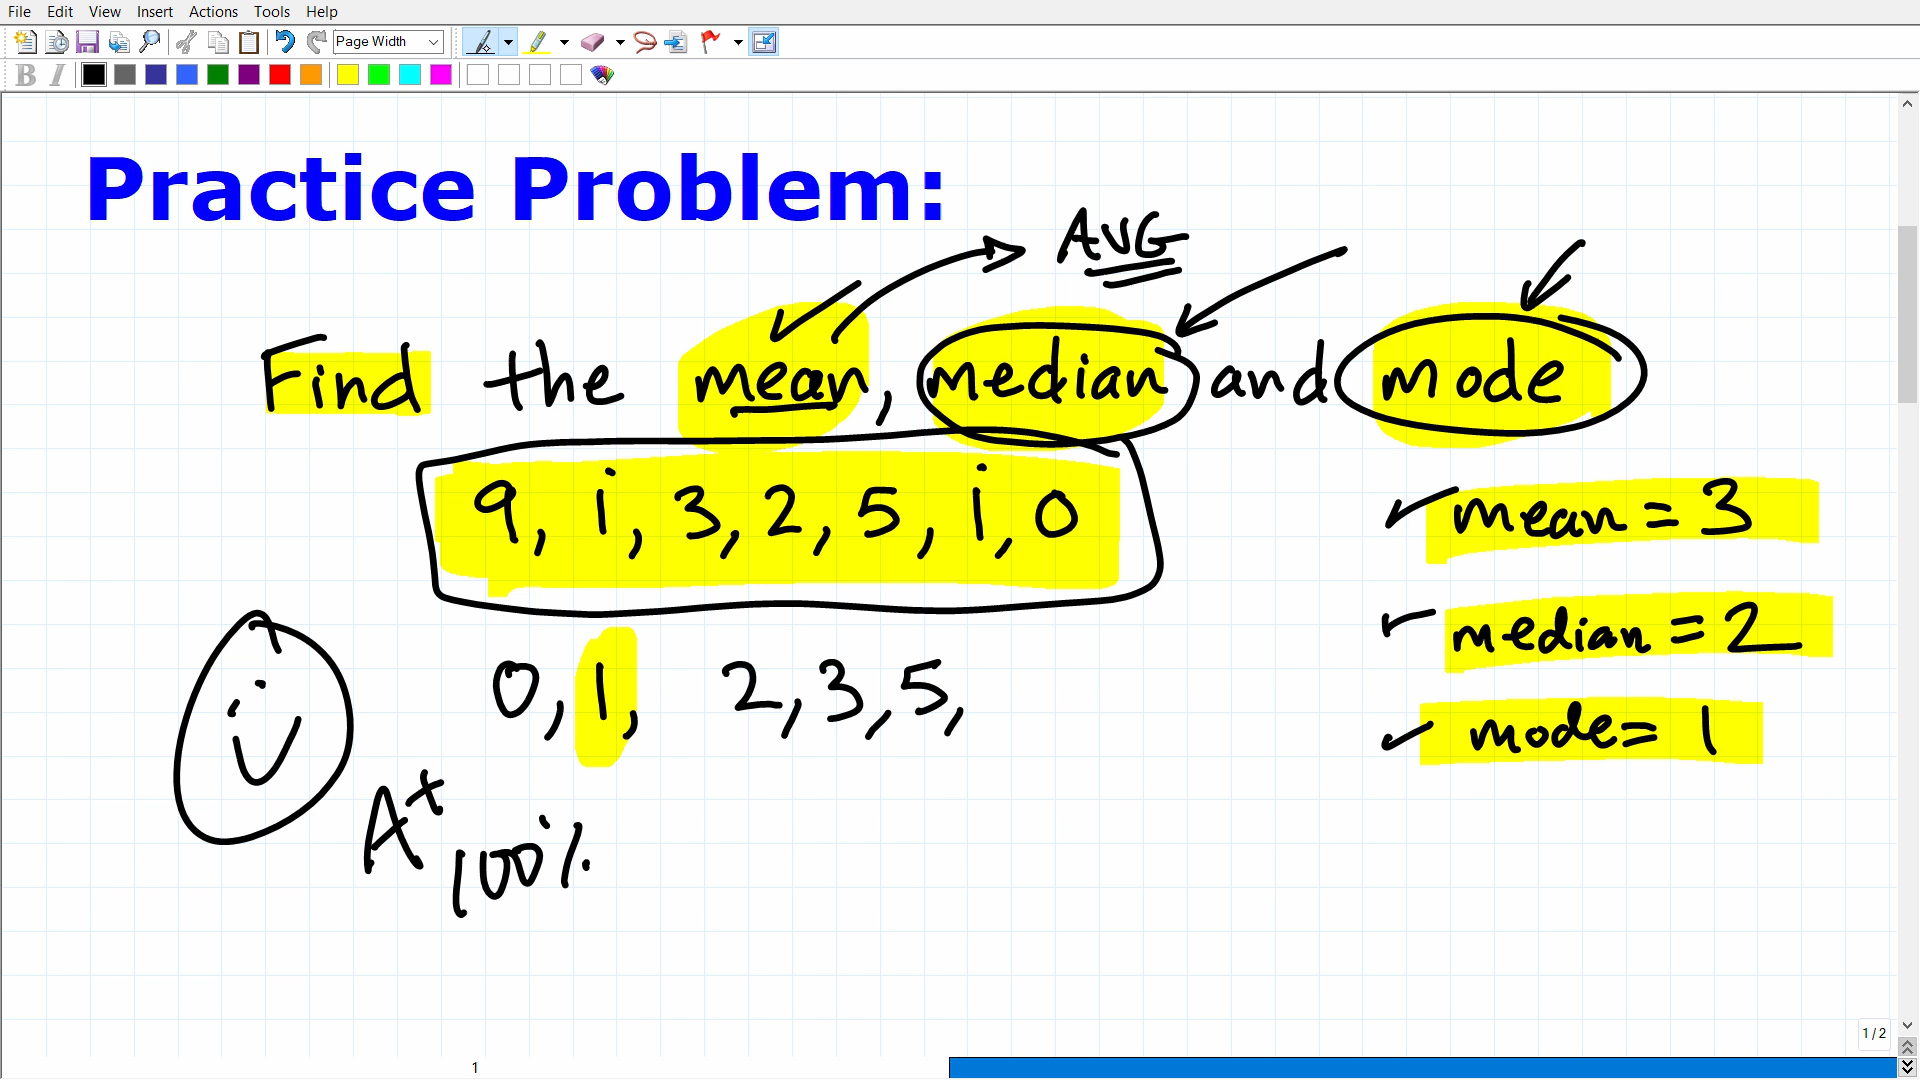 File Edit View Insert Actions Tools Help
Page Width
B I
Practice Problem:
AVG
Find the mean, median and mode
9, 1, 3, 2, 5, 1, 0
mean = 3
median = 2
mode = 1
0, 1, 2, 3, 5,
A+
100%
1 / 2
1